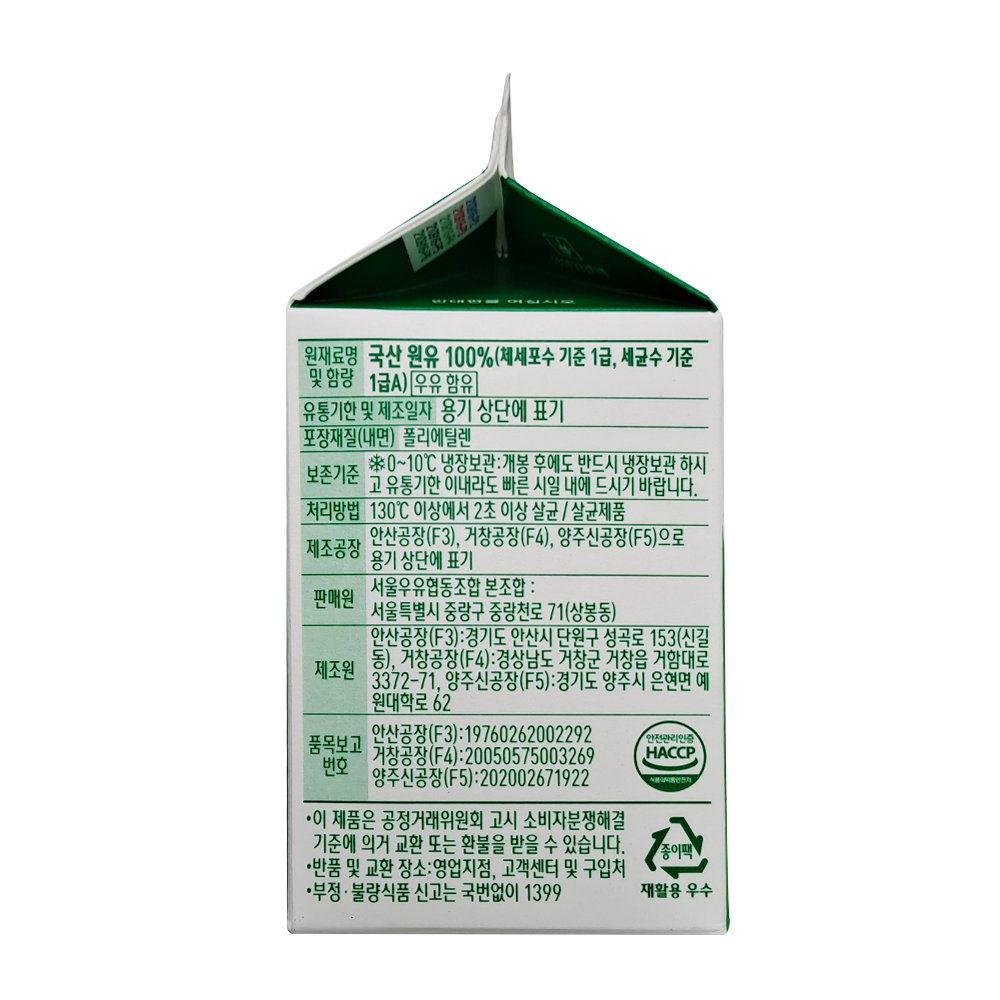 반대편을 여십시오
원재료명 및 함량
국산 원유 100%(체세포수 기준 1급, 세균수 기준
1급A) 우유 함유
유통기한 및 제조일자 용기 상단에 표기
포장재질(내면) 폴리에틸렌
보존기준
❄0~10℃ 냉장보관:개봉 후에도 반드시 냉장보관 하시
고 유통기한 이내라도 빠른 시일 내에 드시기 바랍니다.
처리방법 130℃ 이상에서 2초 이상 살균 / 살균제품
제조공장
안산공장(F3), 거창공장(F4), 양주신공장(F5)으로
용기 상단에 표기
판매원
서울우유협동조합 본조합 :
서울특별시 중랑구 중랑천로 71(상봉동)
제조원
안산공장(F3):경기도 안산시 단원구 성곡로 153(신길
동), 거창공장(F4):경상남도 거창군 거창읍 거함대로
3372-71, 양주신공장(F5):경기도 양주시 은현면 예
원대학로 62
품목보고
번호
안산공장(F3):19760262002292
거창공장(F4):20050575003269
양주신공장(F5):202002671922
안전관리인증
HACCP
식품의약품안전처
•이 제품은 공정거래위원회 고시 소비자분쟁해결
기준에 의거 교환 또는 환불을 받을 수 있습니다.
•반품 및 교환 장소:영업지점, 고객센터 및 구입처
•부정·불량식품 신고는 국번없이 1399
종이팩
재활용 우수